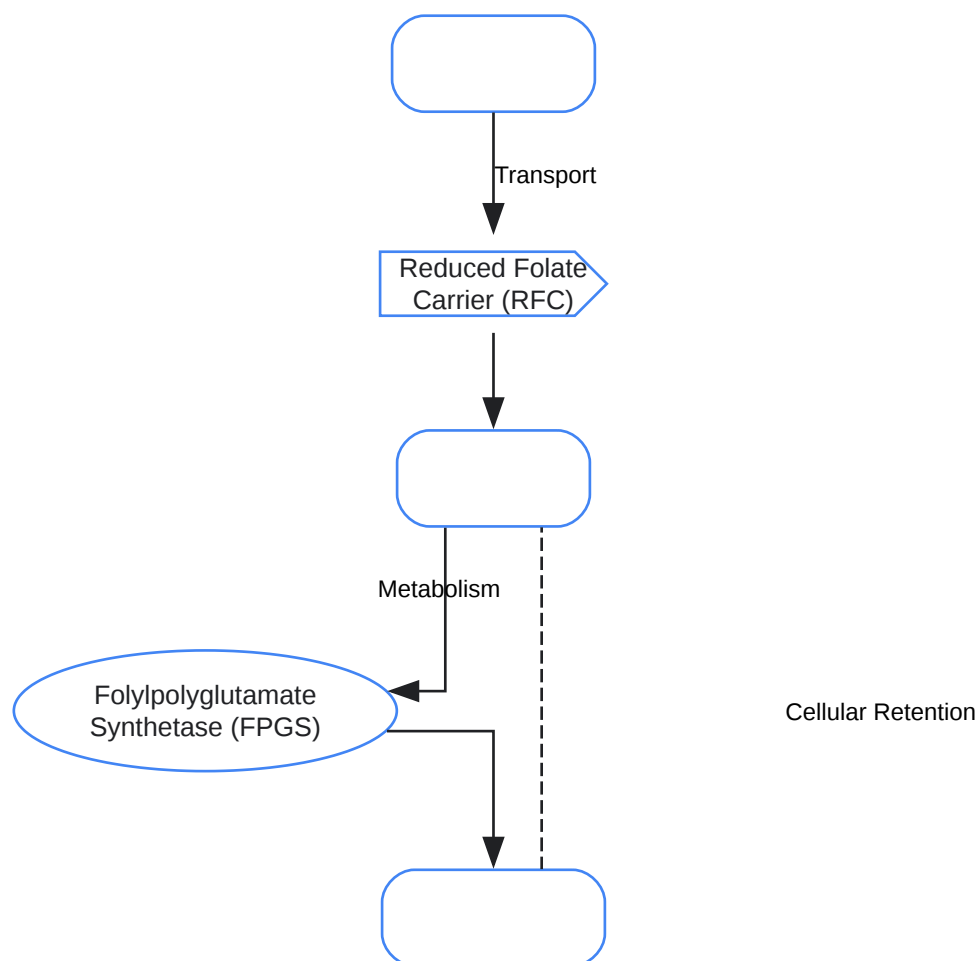 Transport
Reduced Folate
Carrier (RFC)
Metabolism
Folylpolyglutamate
Synthetase (FPGS)
Cellular Retention